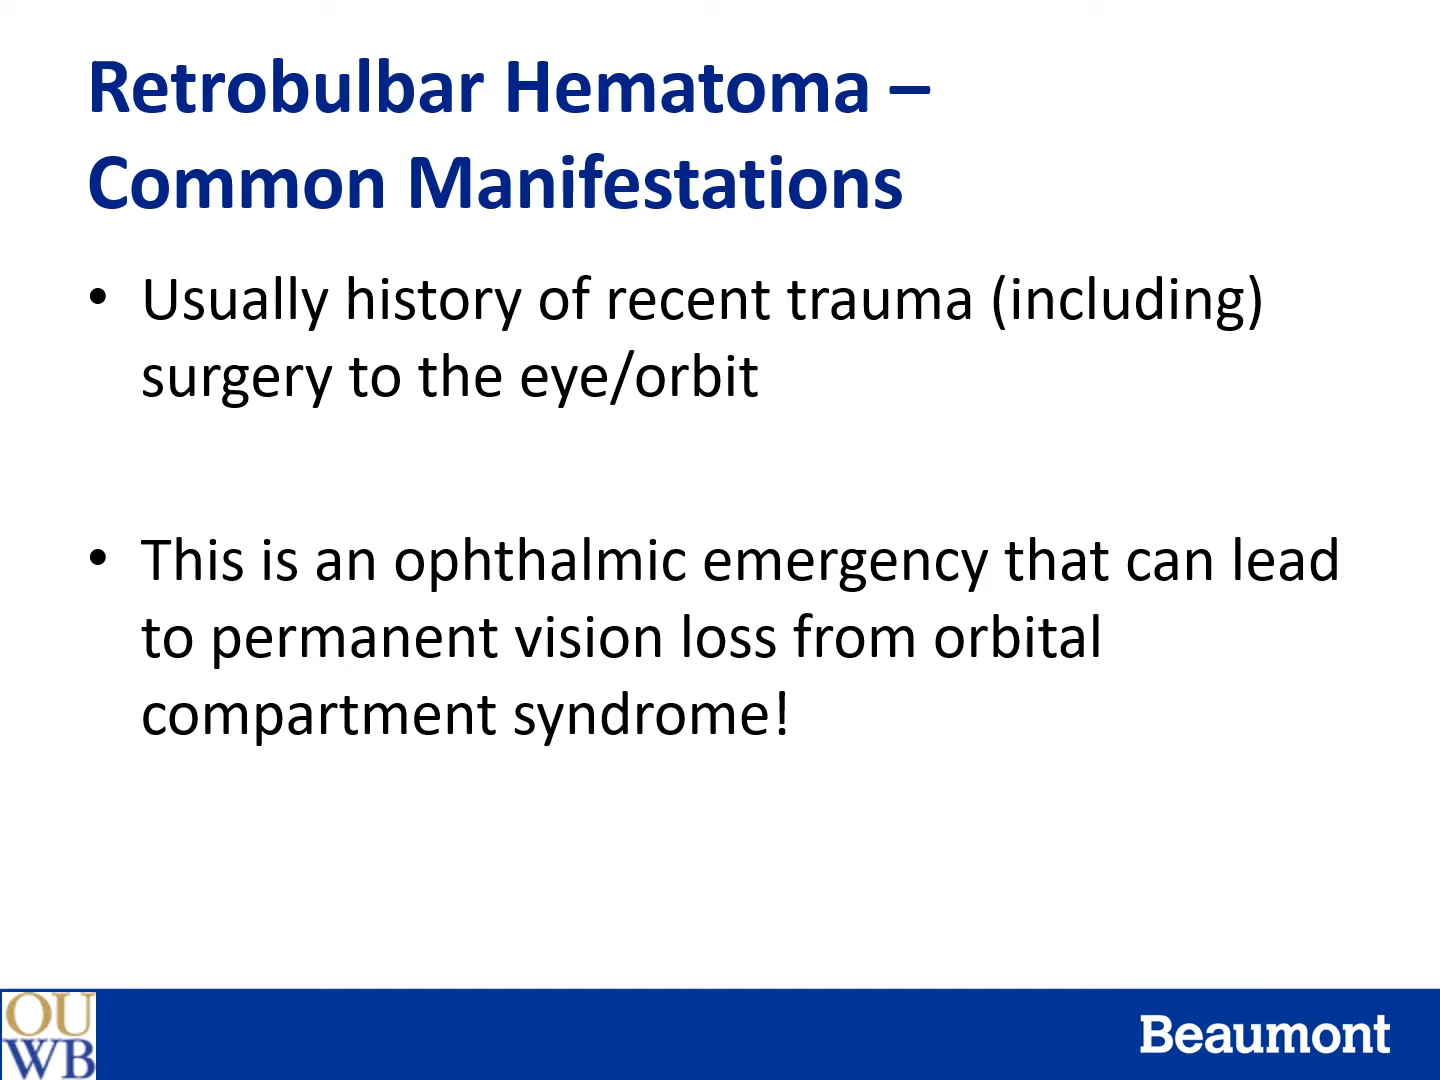 Retrobulbar Hematoma –
Common Manifestations
• Usually history of recent trauma (including)
surgery to the eye/orbit
• This is an ophthalmic emergency that can lead
to permanent vision loss from orbital
compartment syndrome!
OU
WB
Beaumont